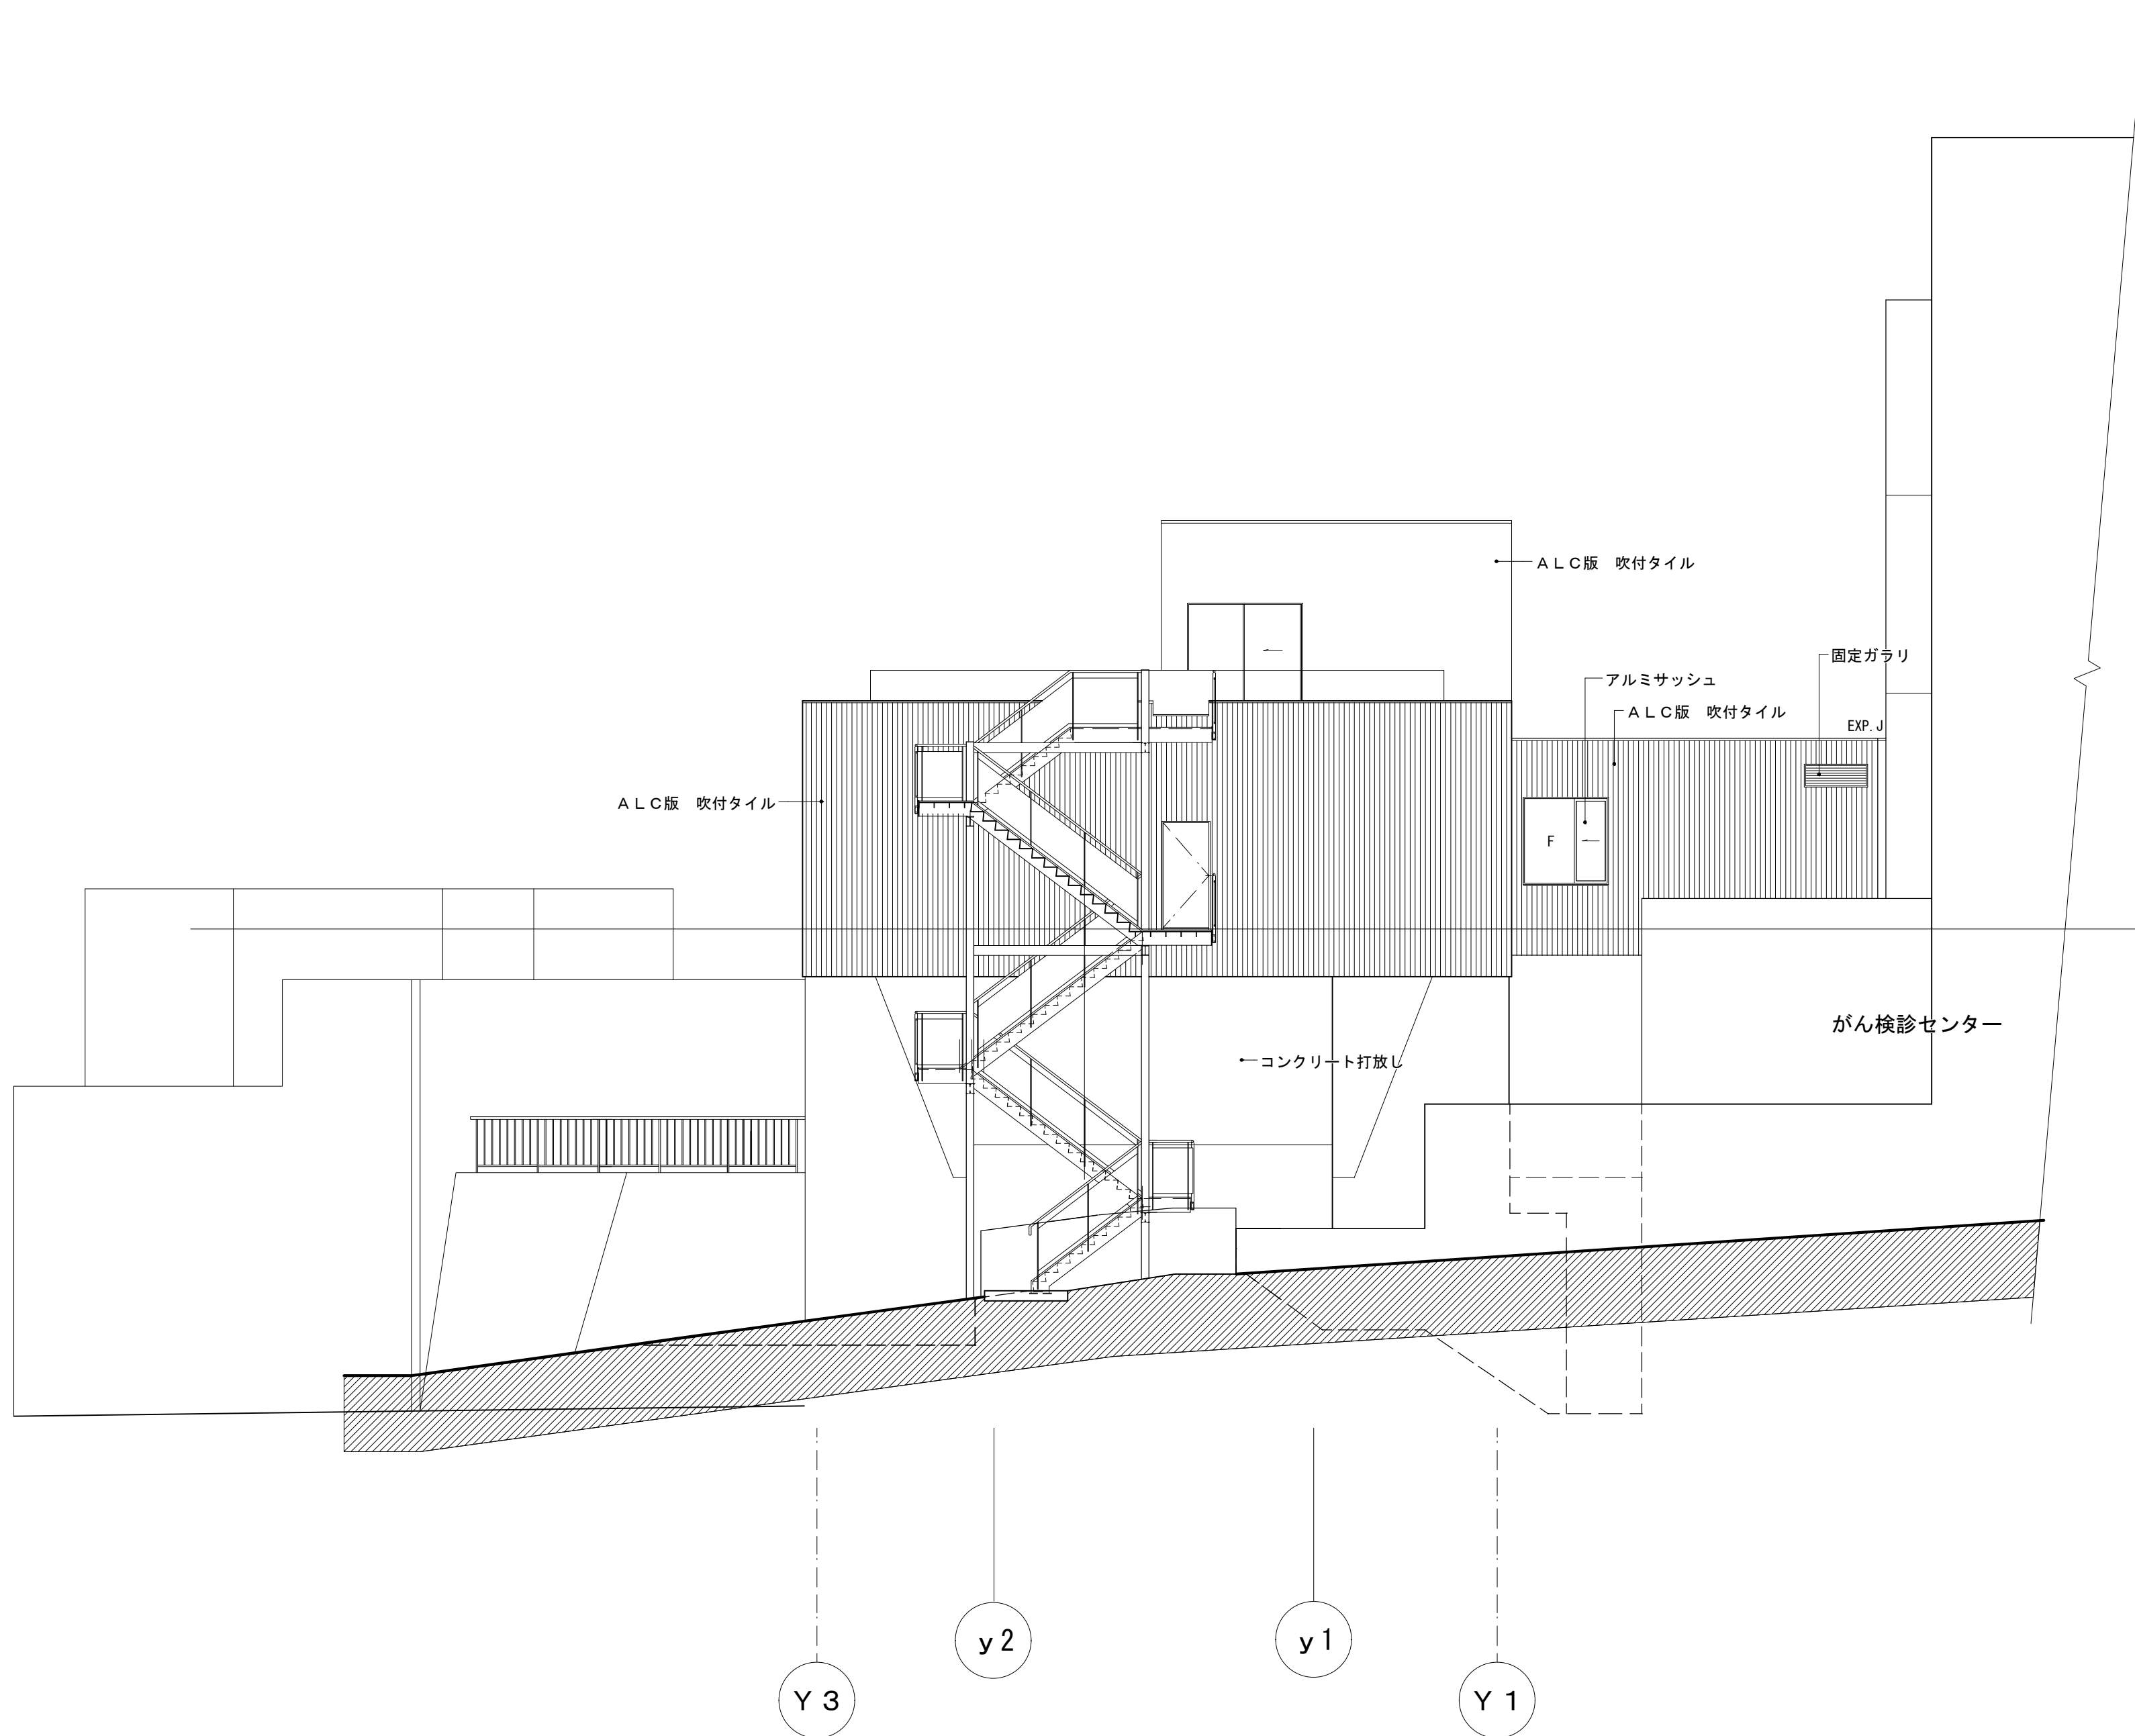 ALC版　吹付タイル
固定ガラリ
アルミサッシュ
ALC版　吹付タイル
EXP.J
ALC版　吹付タイル
F
がん検診センター
コンクリート打放し
y2
y1
Y3
Y1